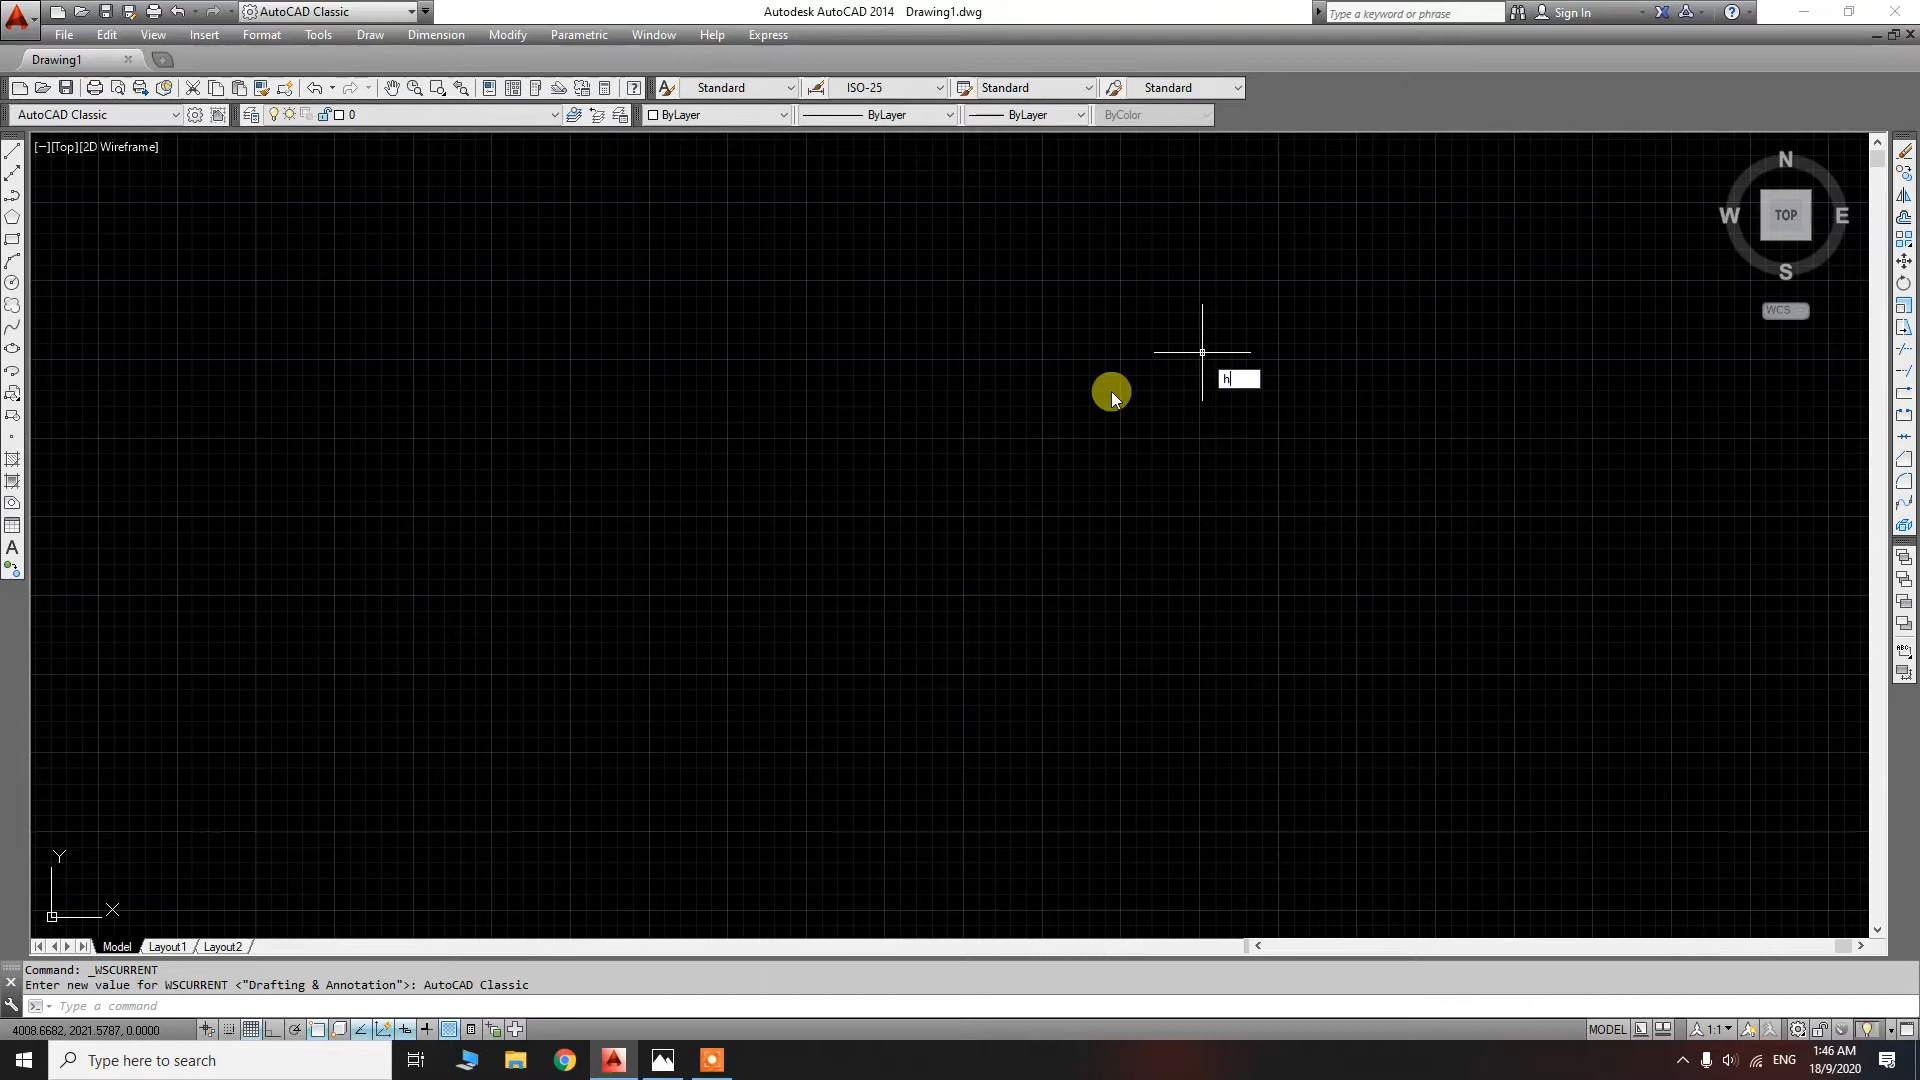 AutoCAD Classic
Autodesk AutoCAD 2014 Drawing1.dwg
Type a keyword or phrase
Sign In
File Edit View Insert Format Tools Draw Dimension Modify Parametric Window Help Express
Drawing1
Standard ISO-25 Standard Standard
AutoCAD Classic 0 ByLayer ByLayer ByLayer ByColor
[−][Top][2D Wireframe]
N
W TOP E
S
WCS
h
Y
X
Model Layout1 Layout2
Command: _WSCURRENT
Enter new value for WSCURRENT <"Drafting & Annotation">: AutoCAD Classic
Type a command
4008.6682, 2021.5787, 0.0000 MODEL 1:1
Type here to search
ENG
1:46 AM
18/9/2020